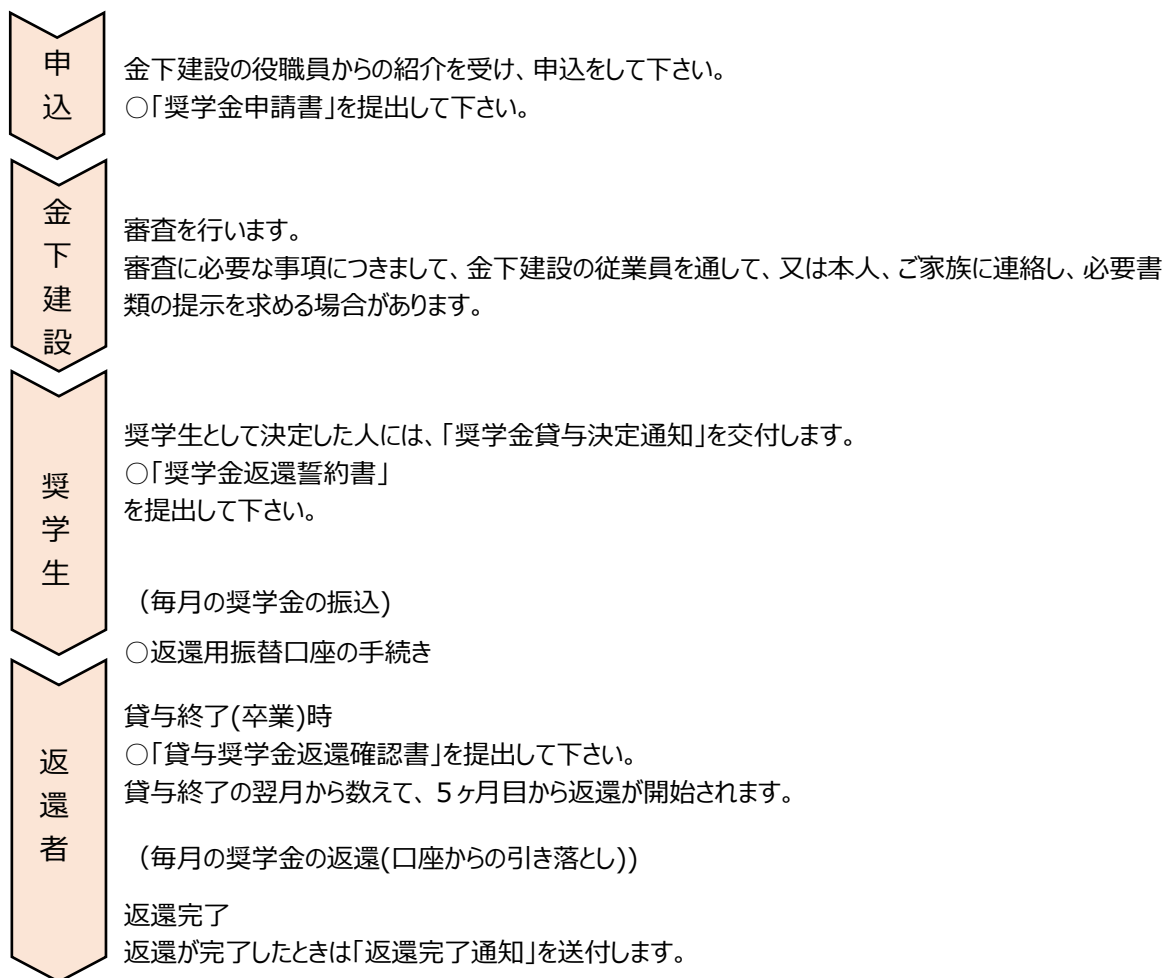 申込
金下建設の役職員からの紹介を受け、申込をして下さい。
○「奨学金申請書」を提出して下さい。
金下建設
審査を行います。
審査に必要な事項につきまして、金下建設の従業員を通して、又は本人、ご家族に連絡し、必要書
類の提示を求める場合があります。
奨学生
奨学生として決定した人には、「奨学金貸与決定通知」を交付します。
○「奨学金返還誓約書」
を提出して下さい。
（毎月の奨学金の振込)
○返還用振替口座の手続き
返還者
貸与終了(卒業)時
○「貸与奨学金返還確認書」を提出して下さい。
貸与終了の翌月から数えて、5ヶ月目から返還が開始されます。
（毎月の奨学金の返還(口座からの引き落とし))
返還完了
返還が完了したときは「返還完了通知」を送付します。